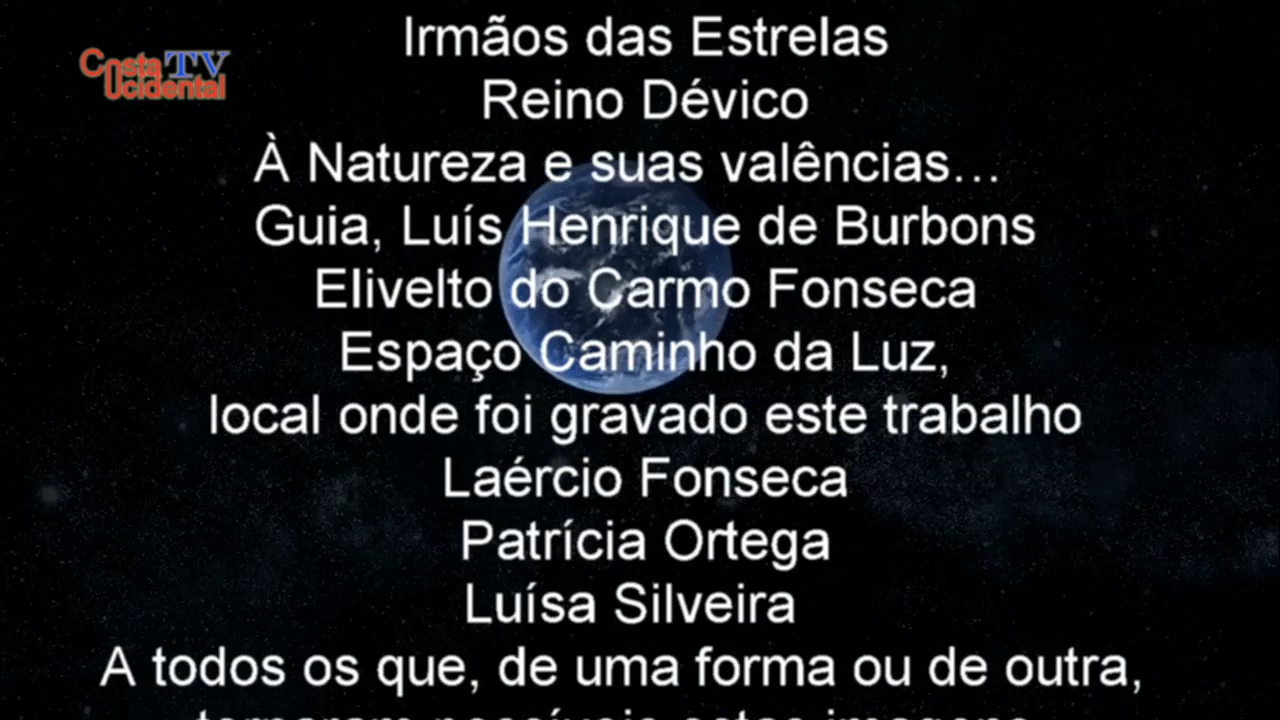 Irmãos das Estrelas
Costa TV
Ocidental
Reino Dévico
À Natureza e suas valências…
Guia, Luís Henrique de Burbons
Elivelto do Carmo Fonseca
Espaço Caminho da Luz,
local onde foi gravado este trabalho
Laércio Fonseca
Patrícia Ortega
Luísa Silveira
A todos os que, de uma forma ou de outra,